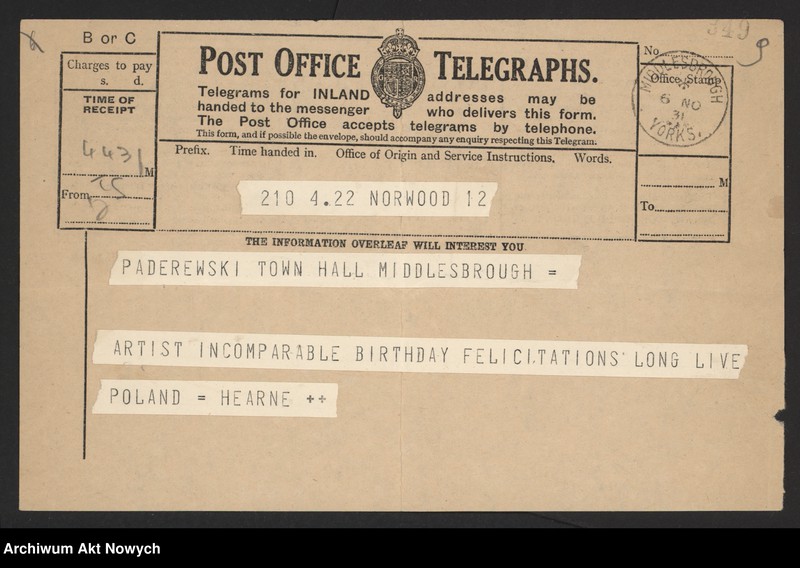 349
9
B or C
Charges to pay
s. d.
TIME OF
RECEIPT
443/M
From
POST OFFICE TELEGRAPHS.
Telegrams for INLAND addresses may be
handed to the messenger who delivers this form.
The Post Office accepts telegrams by telephone.
This form, and if possible the envelope, should accompany any enquiry respecting this Telegram.
Prefix. Time handed in. Office of Origin and Service Instructions. Words.
No
Office Stamp
MIDDLESBROUGH
6 NO
31
YORKS.
M
To
210 4.22 NORWOOD 12
THE INFORMATION OVERLEAF WILL INTEREST YOU
PADEREWSKI TOWN HALL MIDDLESBROUGH =
ARTIST INCOMPARABLE BIRTHDAY FELICITATIONS LONG LIVE
POLAND = HEARNE ++
Archiwum Akt Nowych